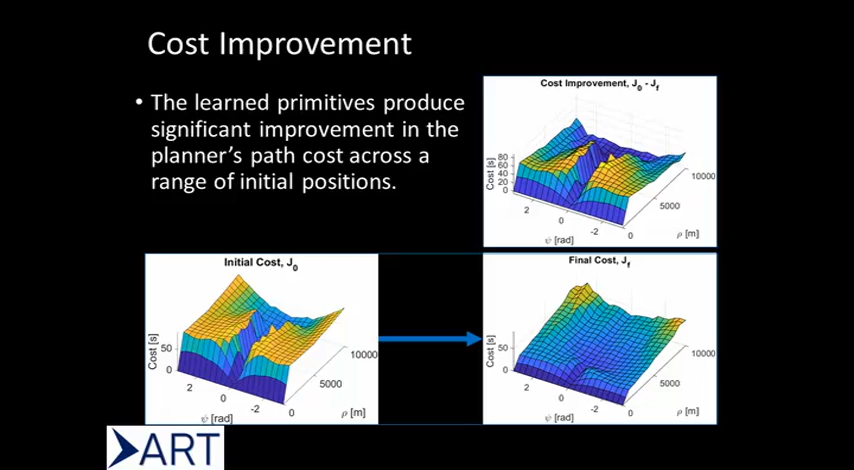 Cost Improvement
• The learned primitives produce
significant improvement in the
planner's path cost across a
range of initial positions.
Cost Improvement, J0 - Jf
Cost [s]
80
60
40
20
0
2
0
-2
ψ [rad]
0
5000
10000
ρ [m]
Initial Cost, J0
Cost [s]
50
0
2
0
-2
ψ [rad]
0
5000
10000
ρ [m]
Final Cost, Jf
Cost [s]
50
0
2
0
-2
ψ [rad]
0
5000
10000
ρ [m]
ART